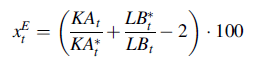 x_t^E = (KA_t / KA_t^* + LB_t^* / LB_t − 2) · 100